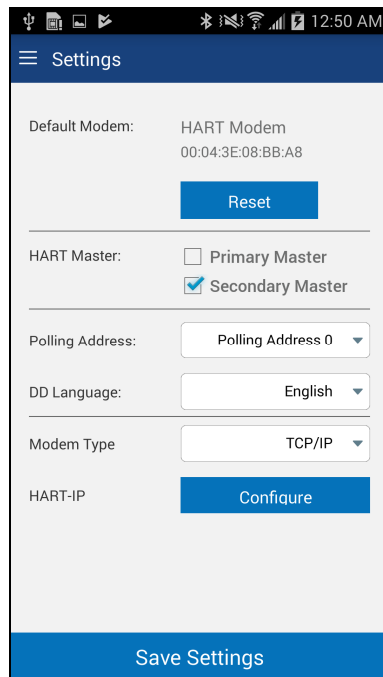 12:50 AM
Settings
Default Modem: HART Modem
00:04:3E:08:BB:A8
Reset
HART Master: Primary Master
Secondary Master
Polling Address: Polling Address 0
DD Language: English
Modem Type TCP/IP
HART-IP Configure
Save Settings